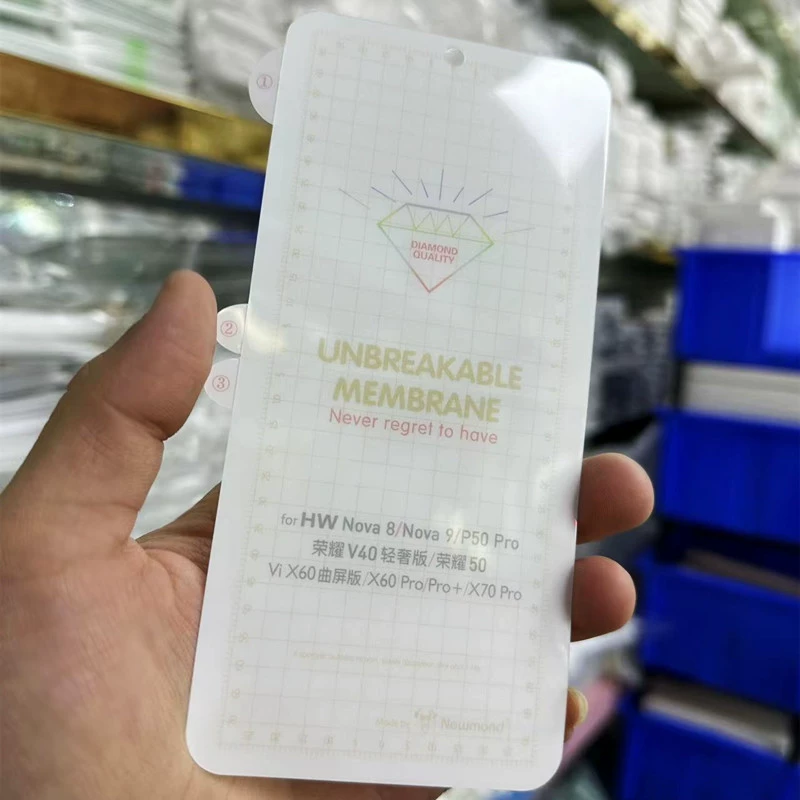 ①
DIAMOND
QUALITY
②
③
UNBREAKABLE
MEMBRANE
Never regret to have
for HW Nova 8/Nova 9/P50 Pro
荣耀 V40 轻奢版/荣耀 50
Vi X60 曲屏版/X60 Pro/Pro+/X70 Pro
Made by Newmond